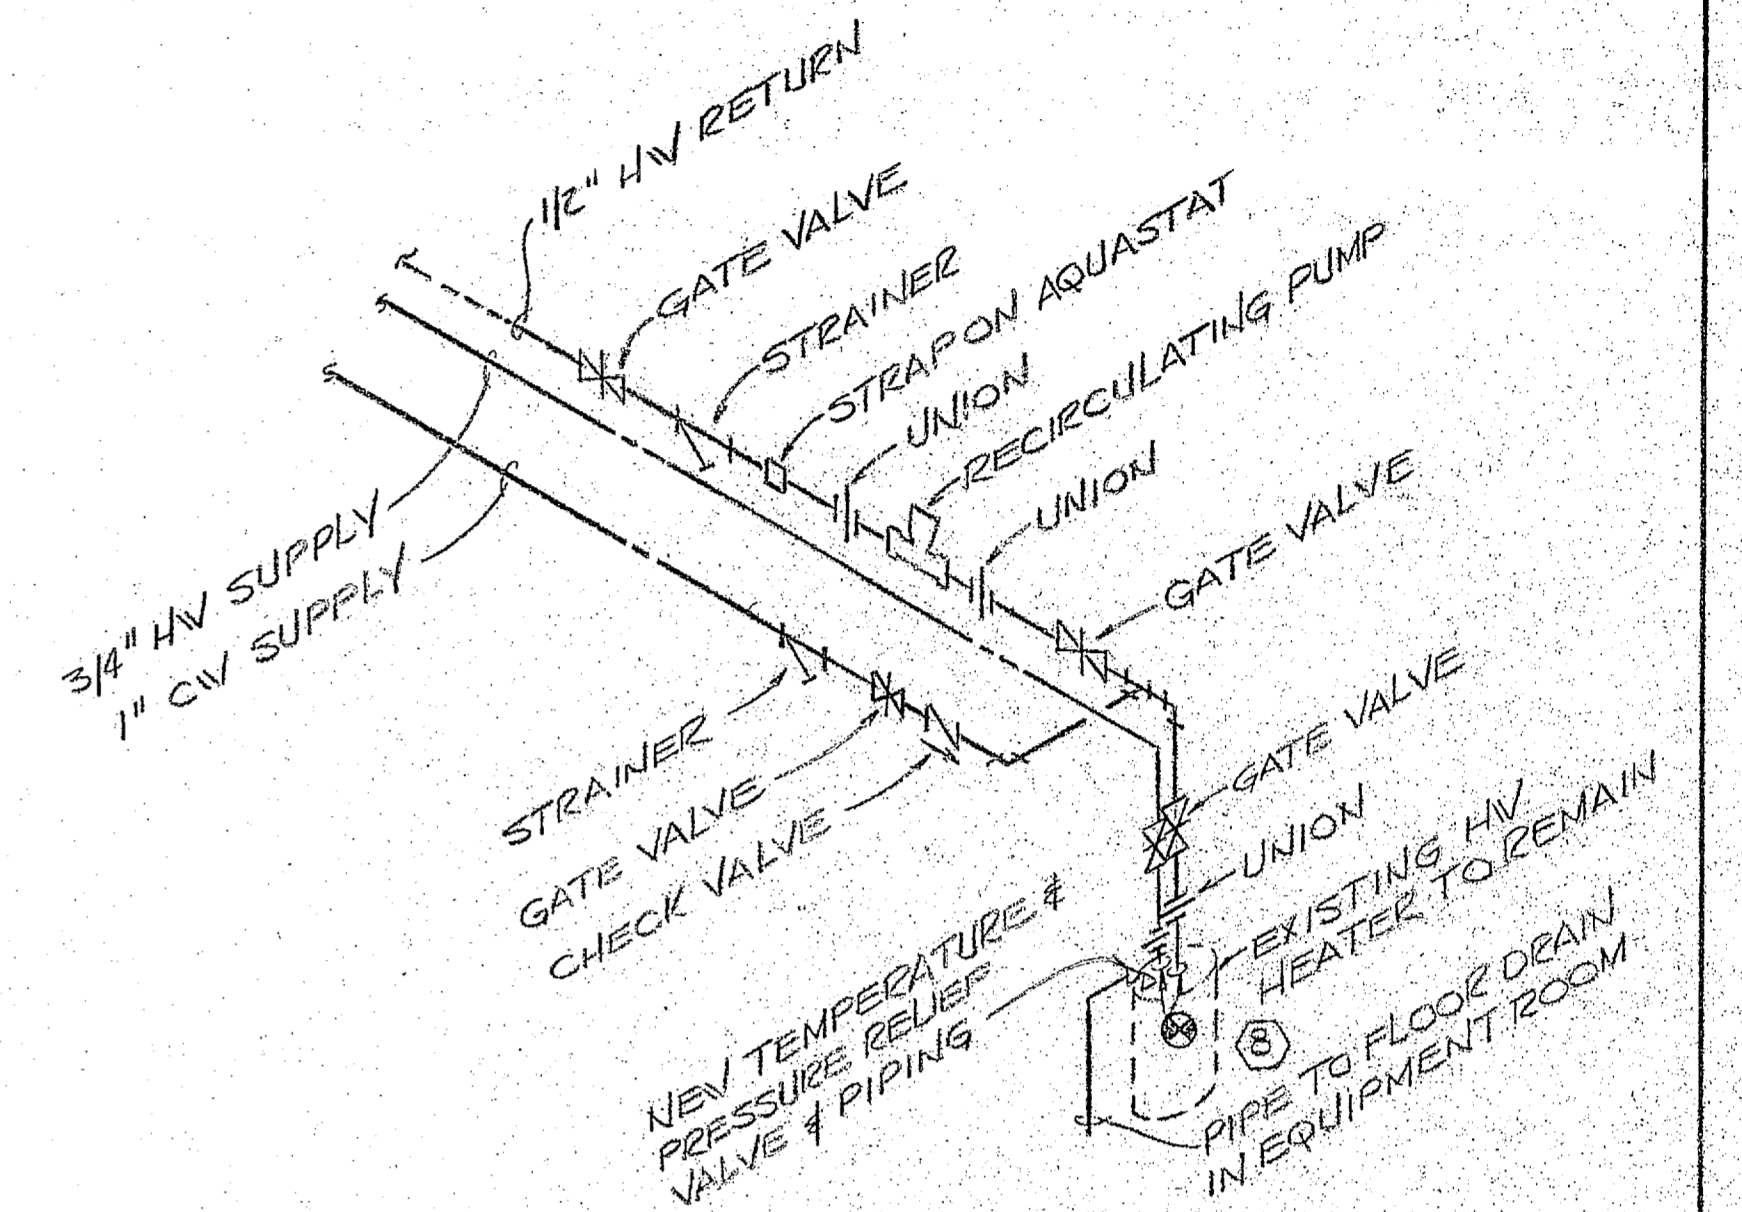 1/2" HW RETURN
GATE VALVE
STRAINER
STRAP ON AQUASTAT
UNION
RECIRCULATING PUMP
UNION
GATE VALVE
3/4" HW SUPPLY
1" CW SUPPLY
STRAINER
GATE VALVE
CHECK VALVE
GATE VALVE
UNION
EXISTING HW
HEATER TO REMAIN
8
NEW TEMPERATURE &
PRESSURE RELIEF
VALVE & PIPING
PIPE TO FLOOR DRAIN
IN EQUIPMENT ROOM